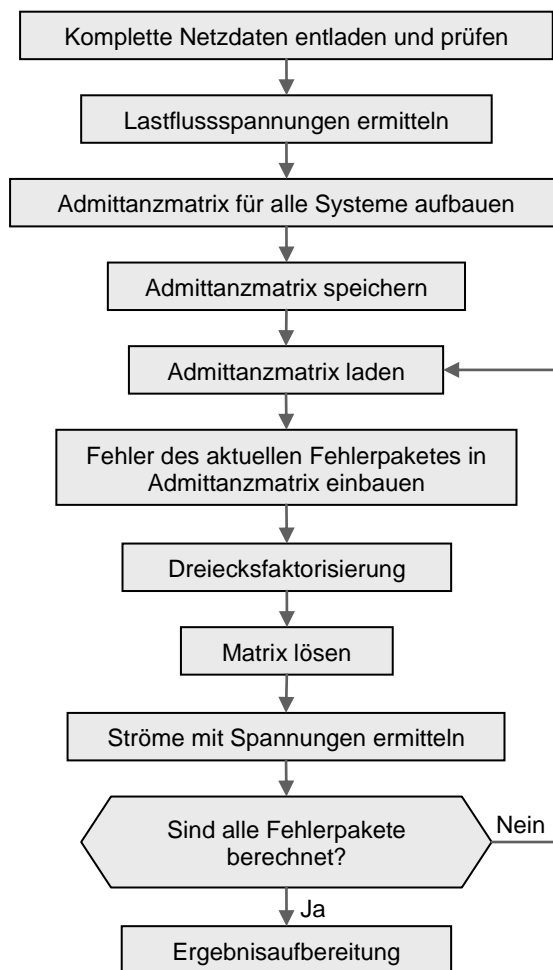 Komplette Netzdaten entladen und prüfen
Lastflussspannungen ermitteln
Admittanzmatrix für alle Systeme aufbauen
Admittanzmatrix speichern
Admittanzmatrix laden
Fehler des aktuellen Fehlerpaketes in
Admittanzmatrix einbauen
Dreiecksfaktorisierung
Matrix lösen
Ströme mit Spannungen ermitteln
Sind alle Fehlerpakete
berechnet?
Nein
Ja
Ergebnisaufbereitung